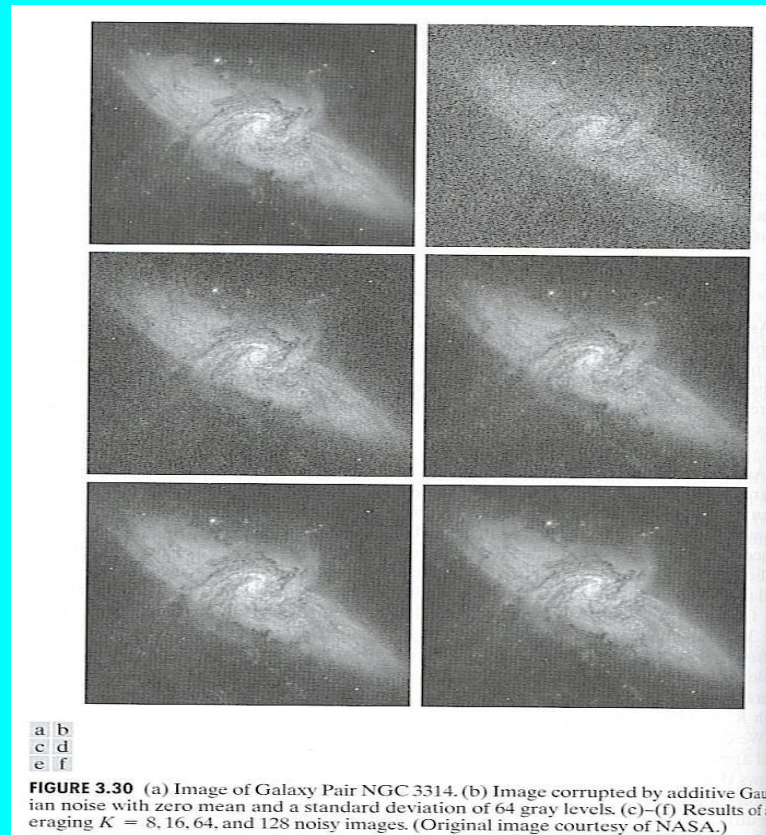 a b
c d
e f
FIGURE 3.30 (a) Image of Galaxy Pair NGC 3314. (b) Image corrupted by additive Gau
ian noise with zero mean and a standard deviation of 64 gray levels. (c)–(f) Results of
eraging K = 8, 16, 64, and 128 noisy images. (Original image courtesy of NASA.)